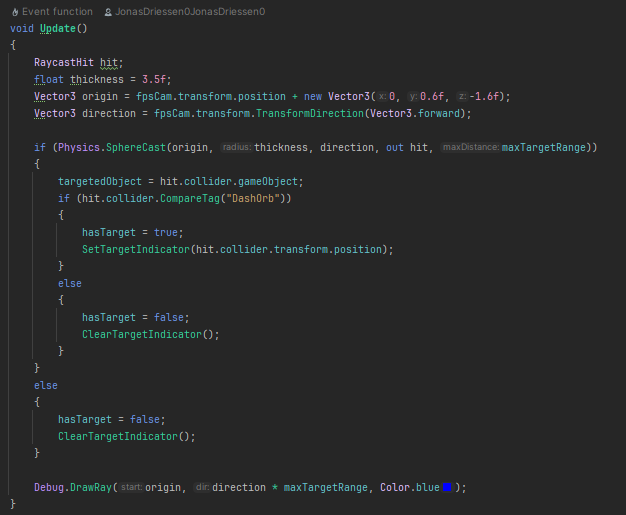 Event function JonasDriessen0JonasDriessen0
void Update()
{
RaycastHit hit;
float thickness = 3.5f;
Vector3 origin = fpsCam.transform.position + new Vector3(x:0, y:0.6f, z:-1.6f);
Vector3 direction = fpsCam.transform.TransformDirection(Vector3.forward);
if (Physics.SphereCast(origin, radius:thickness, direction, out hit, maxDistance:maxTargetRange))
{
targetedObject = hit.collider.gameObject;
if (hit.collider.CompareTag("DashOrb"))
{
hasTarget = true;
SetTargetIndicator(hit.collider.transform.position);
}
else
{
hasTarget = false;
ClearTargetIndicator();
}
}
else
{
hasTarget = false;
ClearTargetIndicator();
}
Debug.DrawRay(start:origin, dir:direction * maxTargetRange, Color.blue);
}